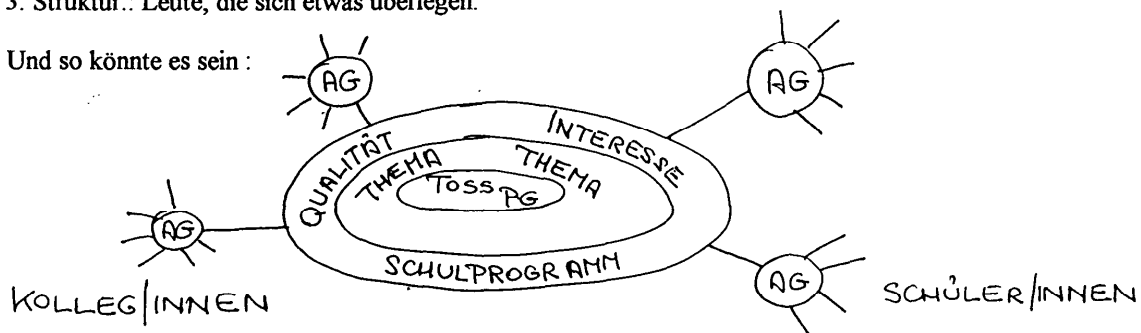 3. Struktur.: Leute, die sich etwas überlegen.
Und so könnte es sein :
AG
AG
QUALITÄT
INTERESSE
THEMA
THEMA
TOSS PG
AG
SCHULPROGRAMM
AG
KOLLEG/INNEN
SCHÜLER/INNEN